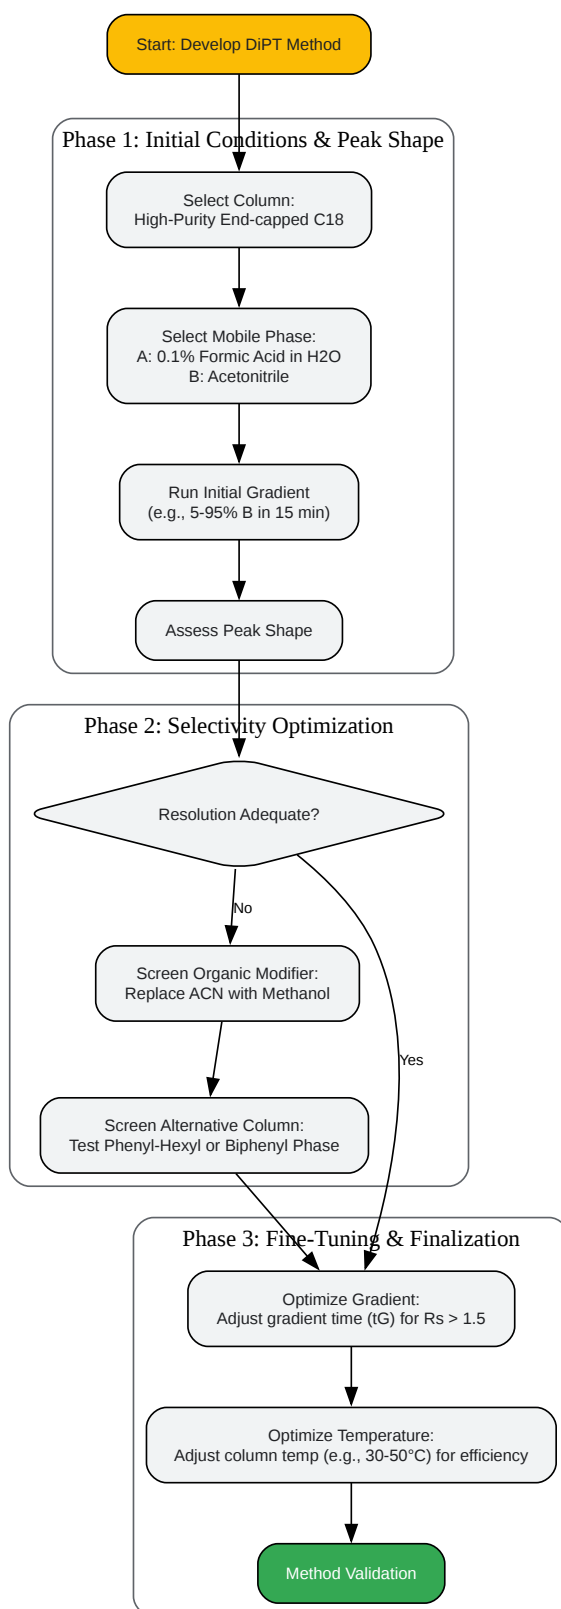 Start: Develop DiPT Method
Phase 1: Initial Conditions & Peak Shape
Select Column:
High-Purity End-capped C18
Select Mobile Phase:
A: 0.1% Formic Acid in H2O
B: Acetonitrile
Run Initial Gradient
(e.g., 5-95% B in 15 min)
Assess Peak Shape
Phase 2: Selectivity Optimization
Resolution Adequate?
No
Screen Organic Modifier:
Replace ACN with Methanol
Yes
Screen Alternative Column:
Test Phenyl-Hexyl or Biphenyl Phase
Phase 3: Fine-Tuning & Finalization
Optimize Gradient:
Adjust gradient time (tG) for Rs > 1.5
Optimize Temperature:
Adjust column temp (e.g., 30-50°C) for efficiency
Method Validation